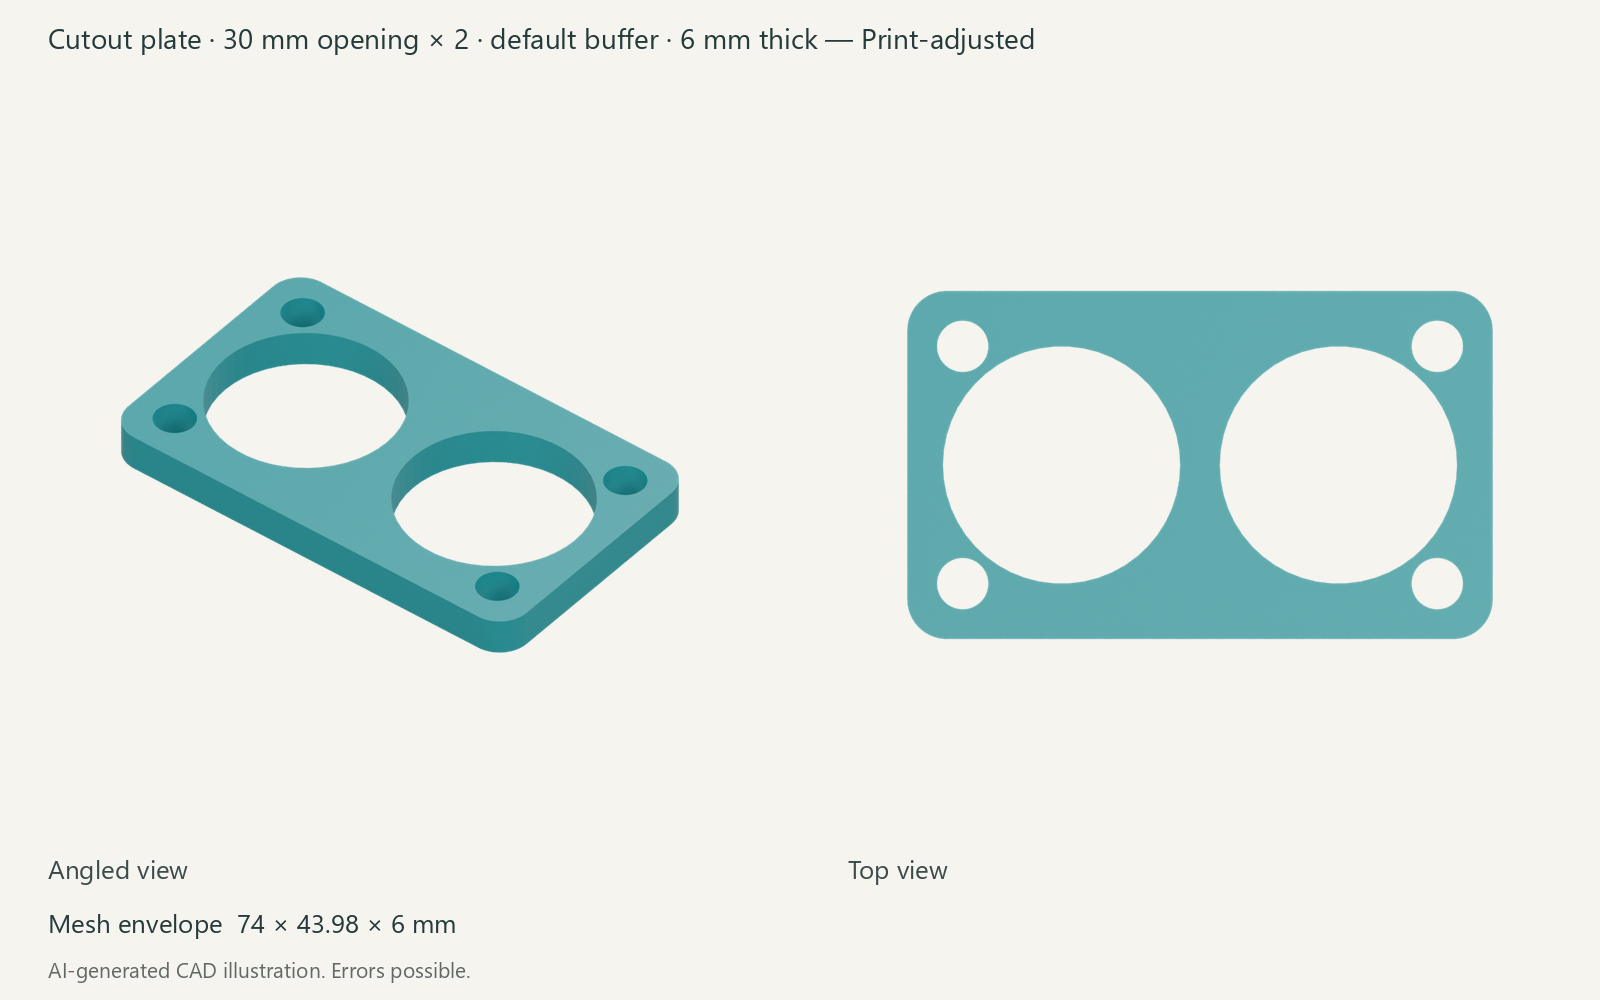 Cutout plate · 30 mm opening × 2 · default buffer · 6 mm thick — Print-adjusted
Angled view
Top view
Mesh envelope 74 × 43.98 × 6 mm
AI-generated CAD illustration. Errors possible.